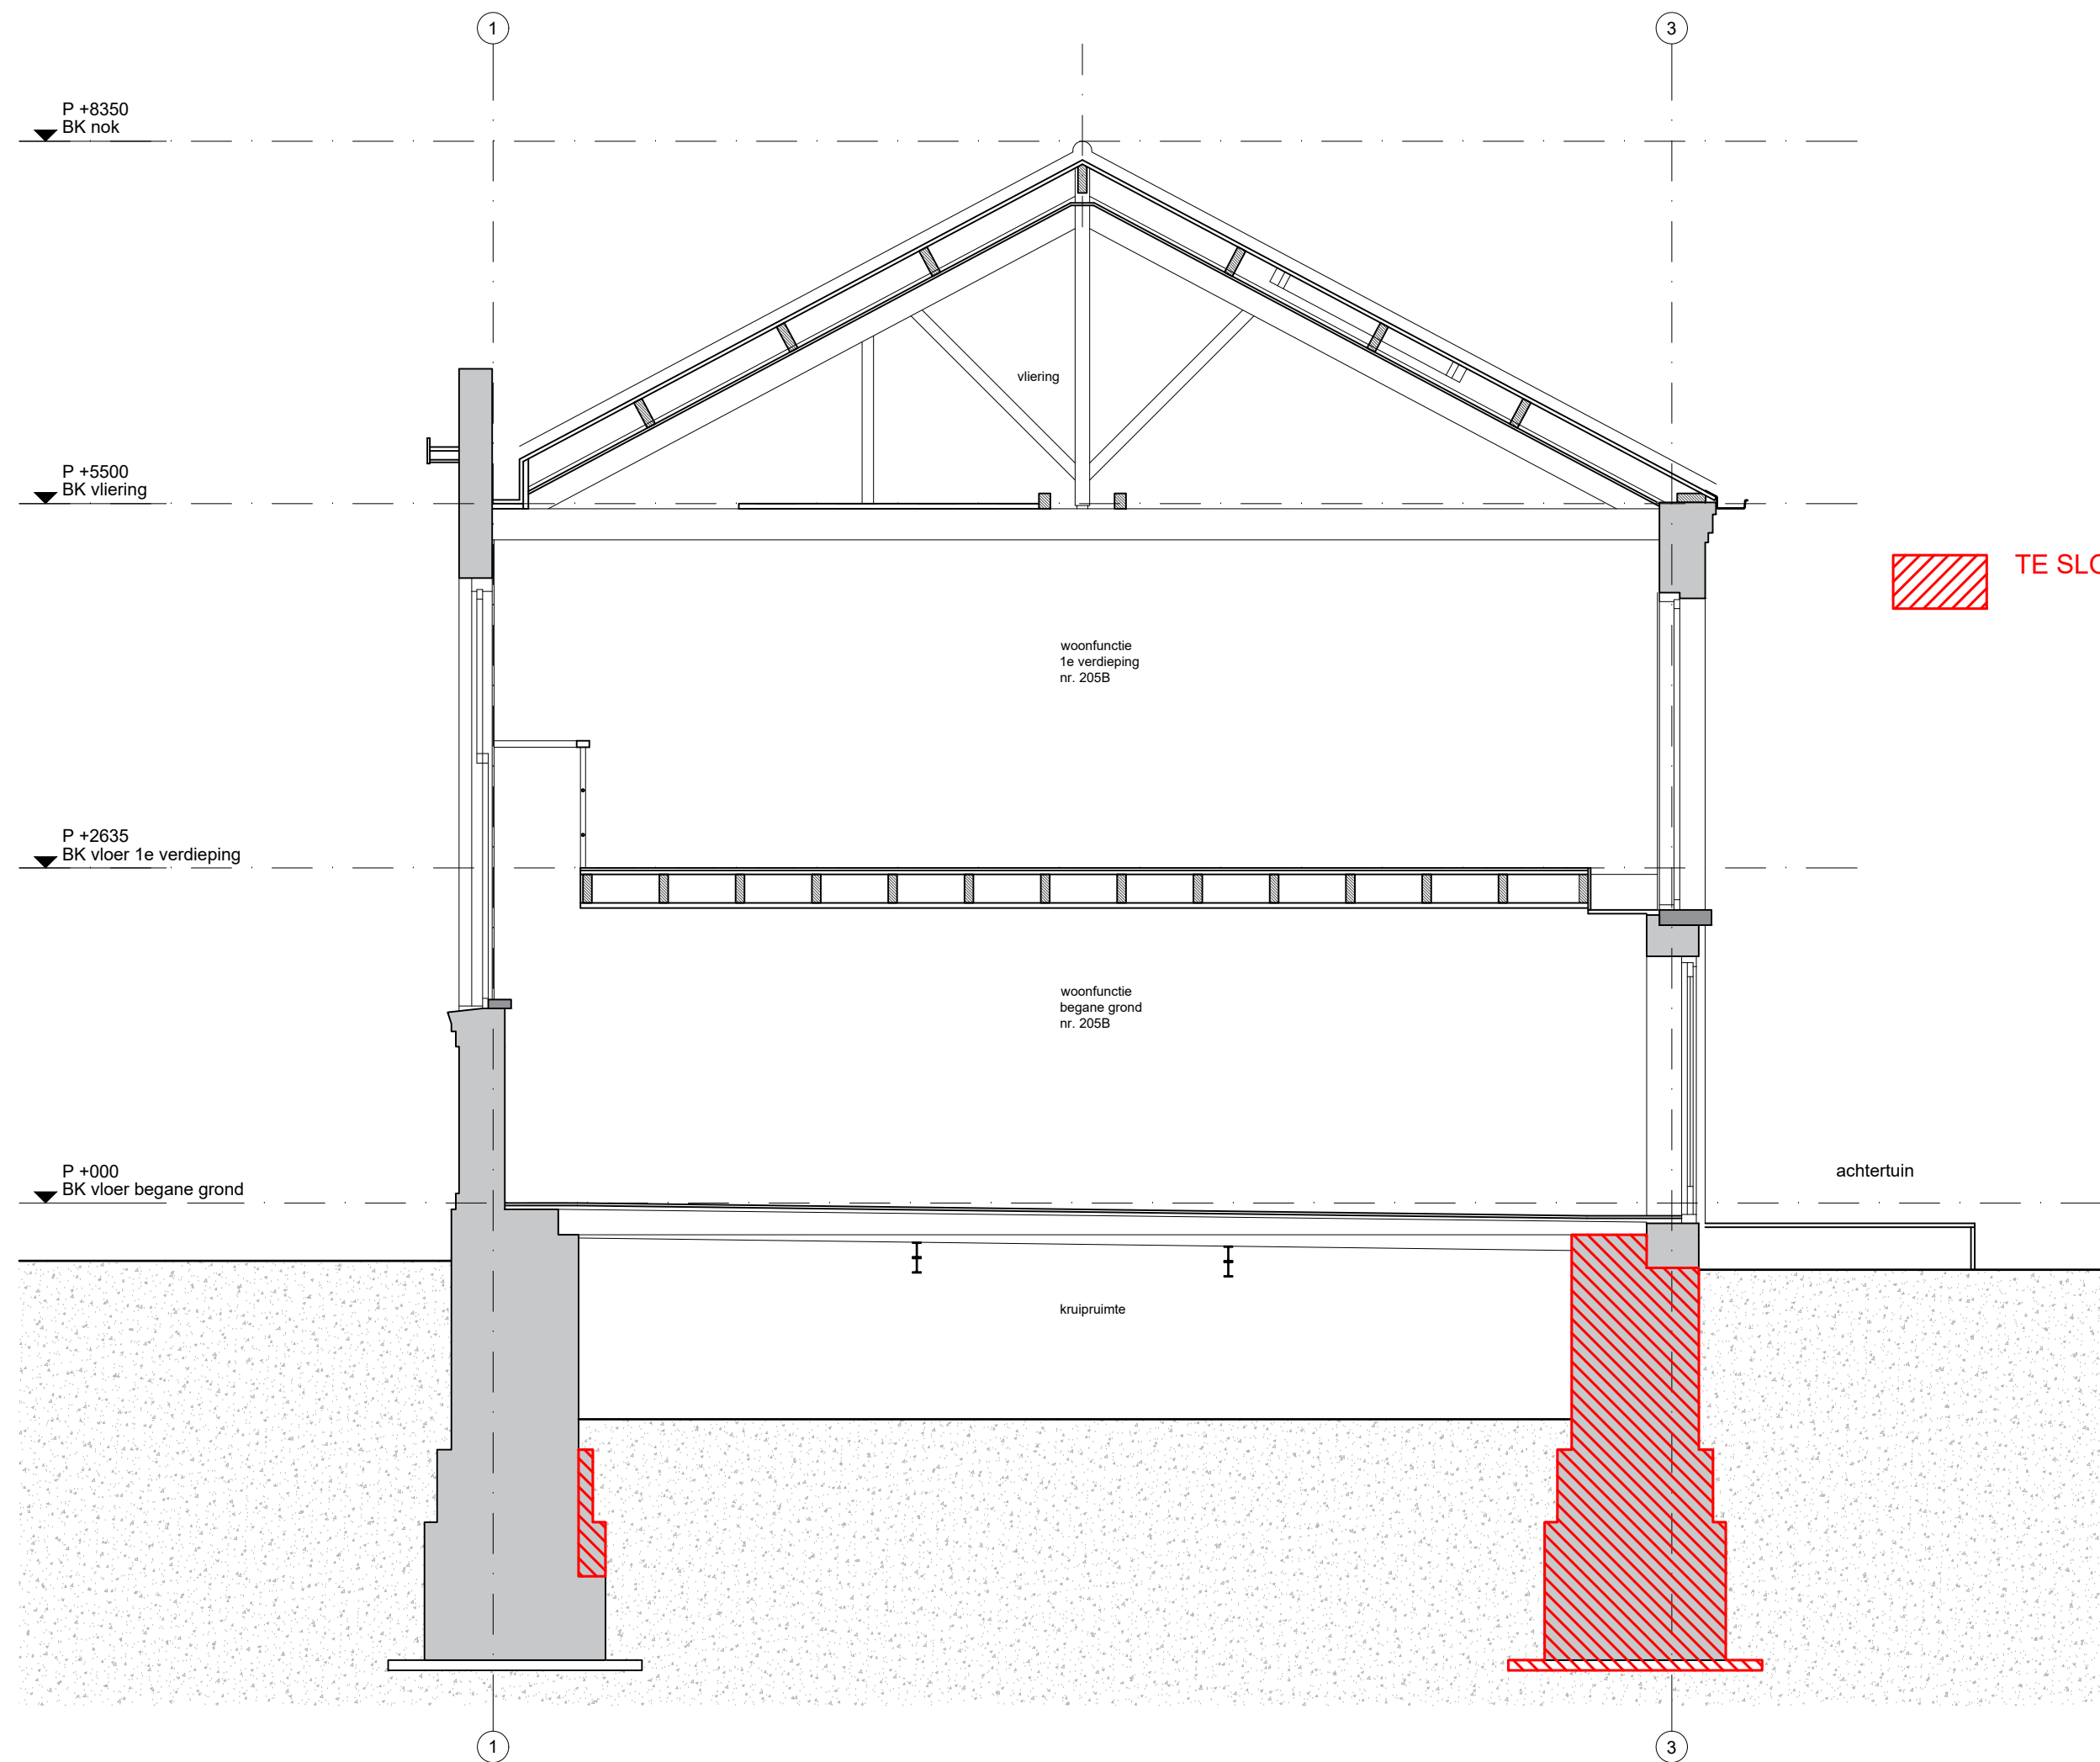 1
3
P +8350
BK nok
vliering
P +5500
BK vliering
TE SLO
woonfunctie
1e verdieping
nr. 205B
P +2635
BK vloer 1e verdieping
woonfunctie
begane grond
nr. 205B
P +000
BK vloer begane grond
achtertuin
kruipruimte
1
3